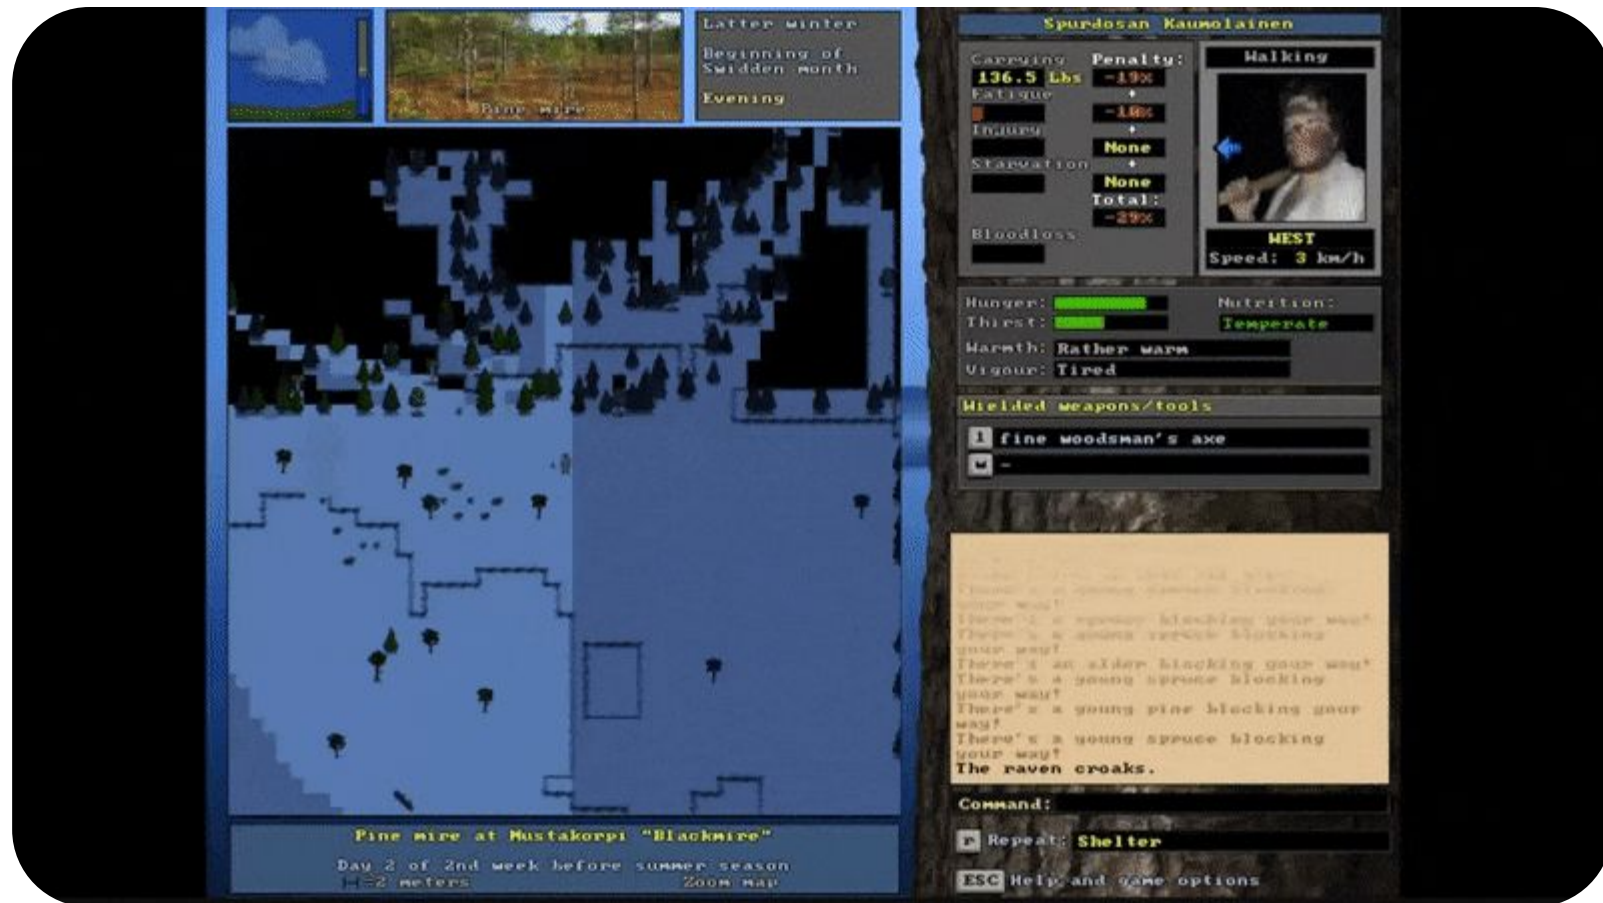 Latter winter
Beginning of
Swidden month
Evening
Pine mire
Spurdosan Kaumolainen
Carrying
Penalty:
136.5 Lbs
-19%
Fatigue
+
-10%
Injury
+
None
Starvation
+
None
Total:
-29%
Bloodloss
Walking
WEST
Speed: 3 km/h
Hunger:
Nutrition:
Thirst:
Temperate
Warmth: Rather warm
Vigour: Tired
Wielded weapons/tools
1 fine woodsman's axe
w -
your way!
There's a young spruce blocking
your way!
There's an alder blocking your way!
There's a young spruce blocking
your way!
There's a young pine blocking your
way!
There's a young spruce blocking
your way!
The raven croaks.
Command:
r Repeat: Shelter
ESC Help and game options
Pine mire at Mustakorpi "Blackmire"
Day 2 of 2nd week before summer season
=2 meters
Zoom map